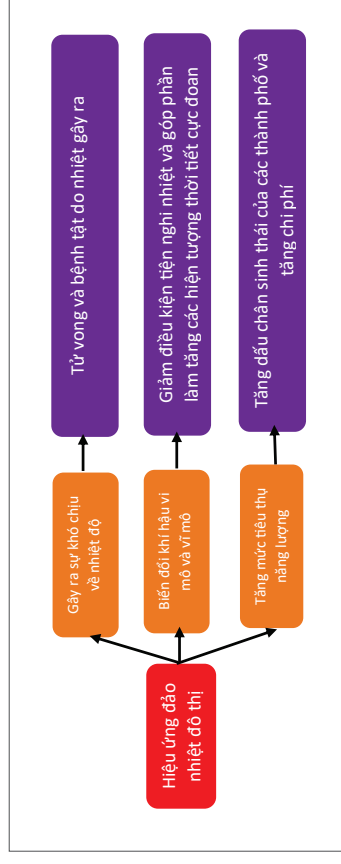 Hiệu ứng đảo
nhiệt đô thị
Gây ra sự khó chịu
về nhiệt độ
Tử vong và bệnh tật do nhiệt gây ra
Biến đổi khí hậu vi
mô và vĩ mô
Giảm điều kiện tiện nghi nhiệt và góp phần
làm tăng các hiện tượng thời tiết cực đoan
Tăng mức tiêu thụ
năng lượng
Tăng dấu chân sinh thái của các thành phố và
tăng chi phí